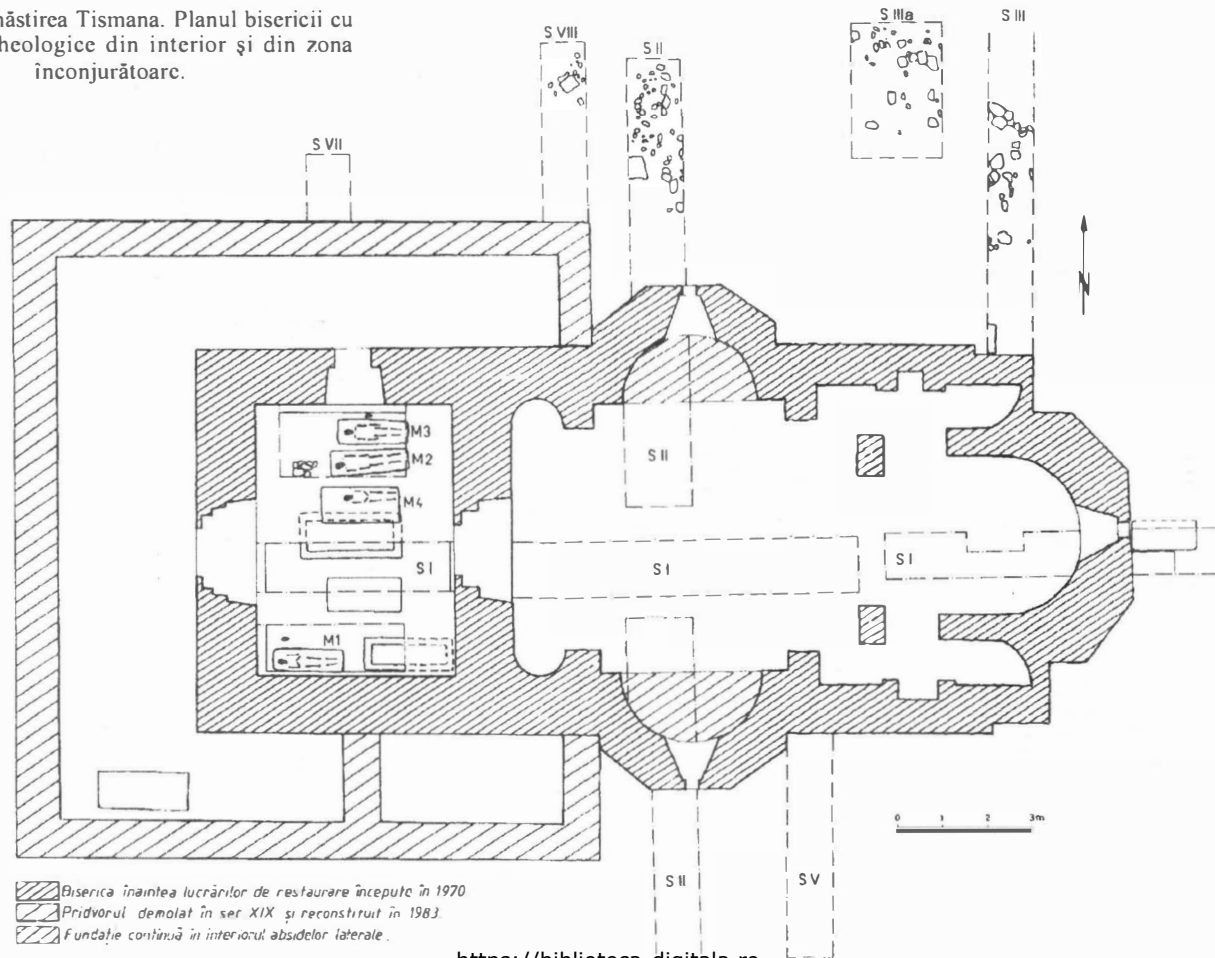 năstirea Tismana. Planul bisericii cu
heologice din interior şi din zona
înconjurătoare.
S VII
S VIII
S II
S IIIa
S III
N
M3
M2
M4
S I
M1
S II
S I
S I
S II
S V
0 1 2 3m
Biserica înaintea lucrărilor de restaurare începute în 1970
Pridvorul demolat în sec XIX şi reconstituit în 1983.
Fundaţie continuă în interiorul absidelor laterale.
https://biblioteca-digitala.ro